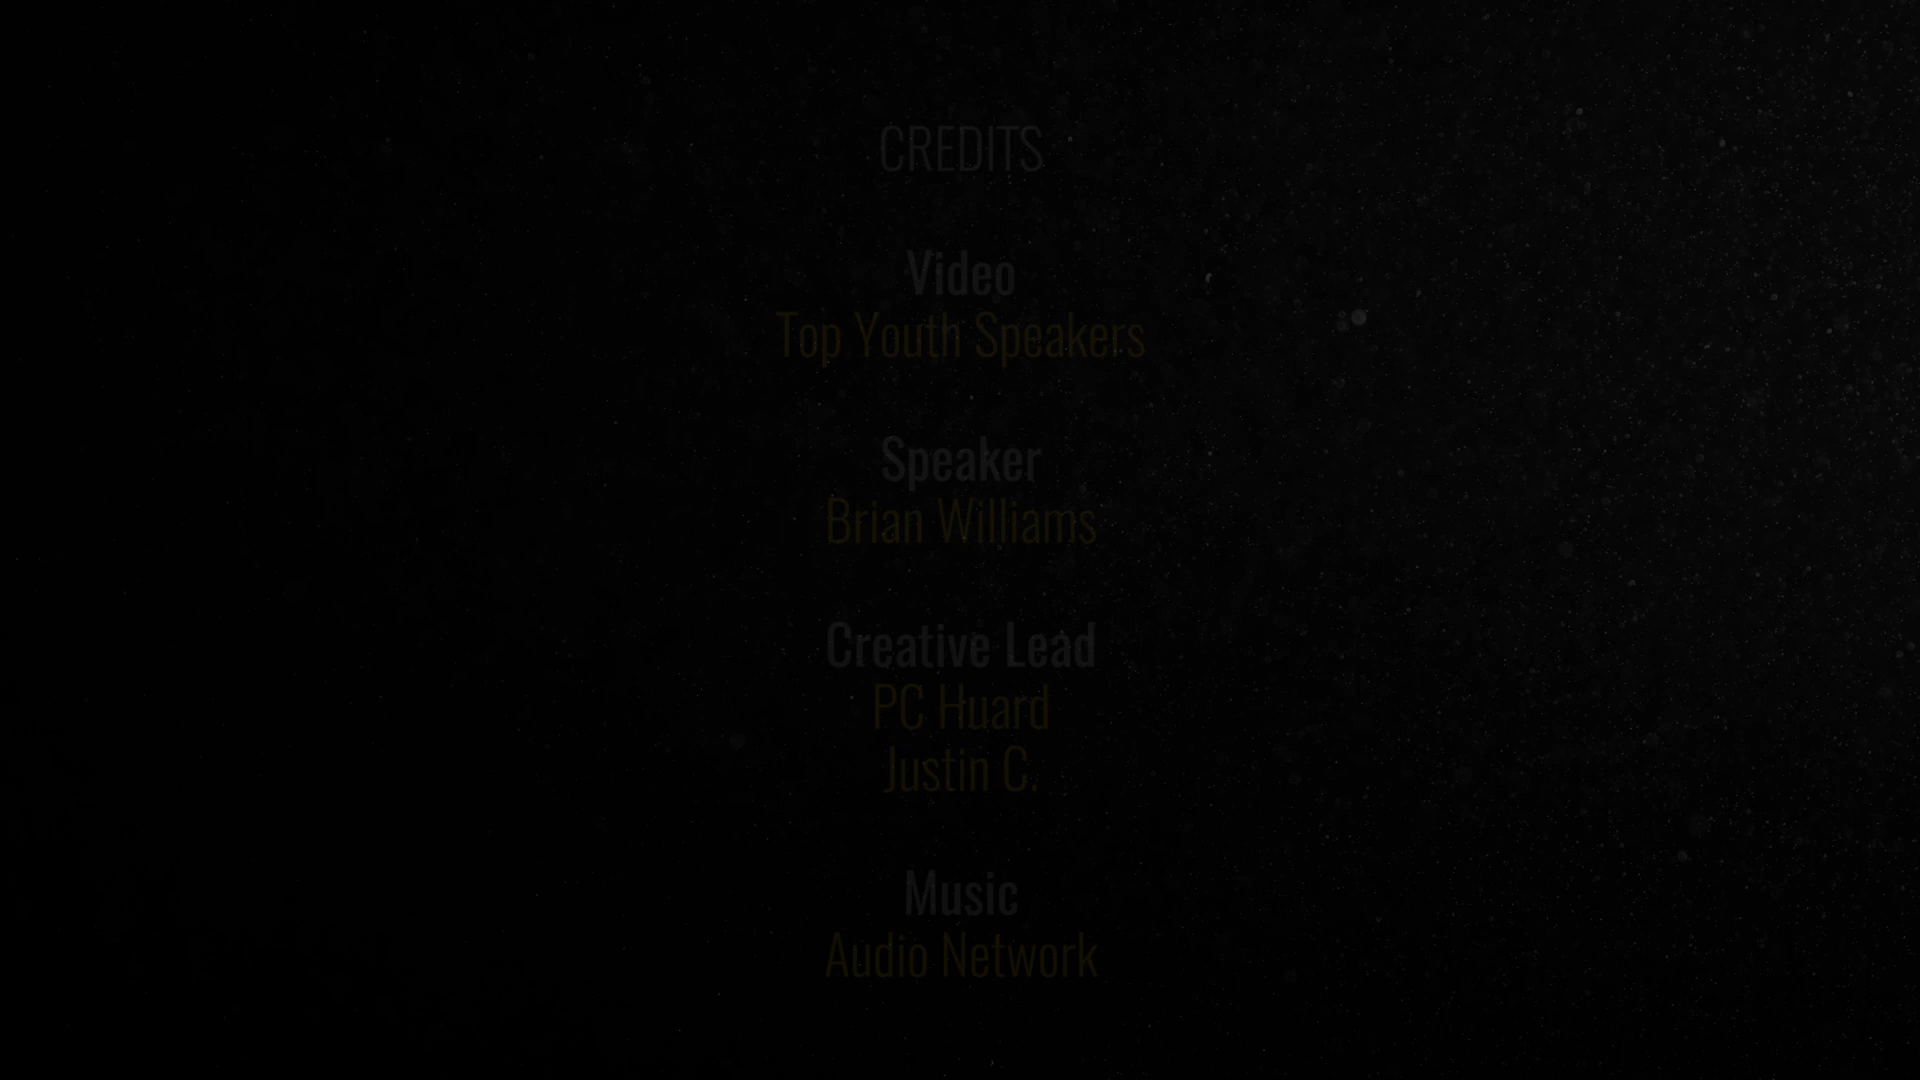 CREDITS
Video
Top Youth Speakers
Speaker
Brian Williams
Creative Lead
PC Huard
Justin C.
Music
Audio Network